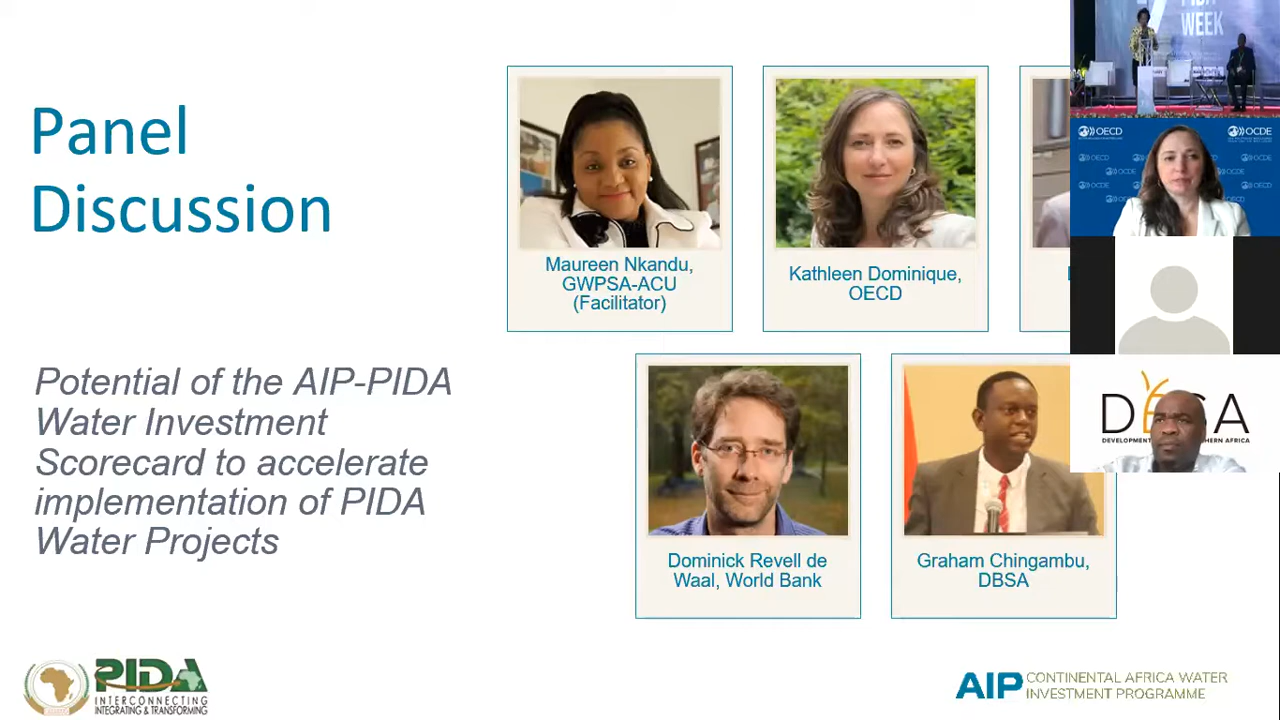 Panel
Discussion
Potential of the AIP-PIDA
Water Investment
Scorecard to accelerate
implementation of PIDA
Water Projects
Maureen Nkandu,
GWPSA-ACU
(Facilitator)
Kathleen Dominique,
OECD
Dominick Revell de
Waal, World Bank
Graham Chingambu,
DBSA
WEEK
OECD
OCDE
OECD
OCDE
PIDA
INTERCONNECTING
INTEGRATING & TRANSFORMING
AIP CONTINENTAL AFRICA WATER
INVESTMENT PROGRAMME